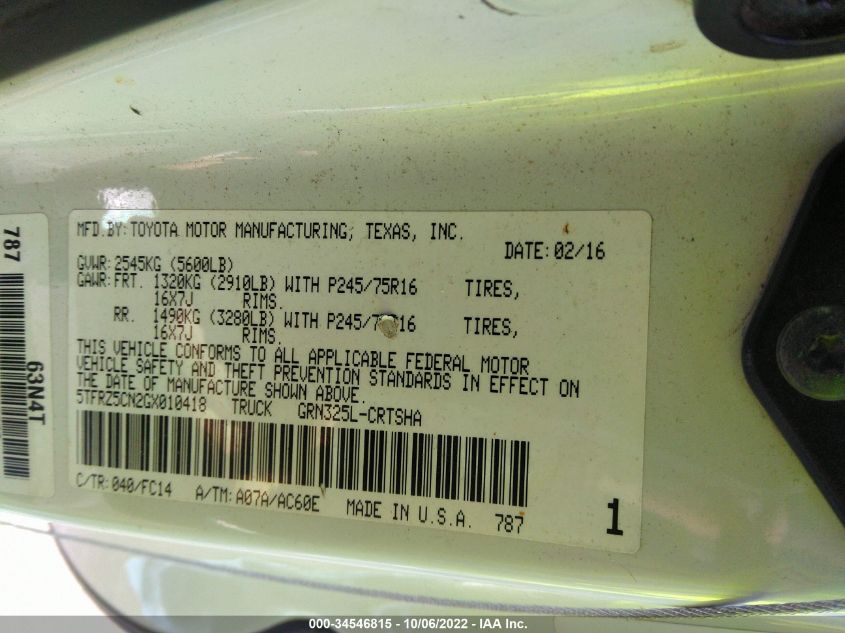 MFD.BY:TOYOTA MOTOR MANUFACTURING, TEXAS, INC.
DATE:02/16
GVWR:2545KG (5600LB)
GAWR:FRT. 1320KG (2910LB) WITH P245/75R16 TIRES,
16X7J RIMS.
RR. 1490KG (3280LB) WITH P245/7 16 TIRES,
16X7J RIMS.
THIS VEHICLE CONFORMS TO ALL APPLICABLE FEDERAL MOTOR
VEHICLE SAFETY AND THEFT PREVENTION STANDARDS IN EFFECT ON
THE DATE OF MANUFACTURE SHOWN ABOVE.
5TFRZ5CN2GX010418 TRUCK GRN325L-CRTSHA
C/TR:040/FC14 A/TM:A07A/AC60E MADE IN U.S.A. 787
1
787
63N4T
000-34546815 - 10/06/2022 - IAA Inc.